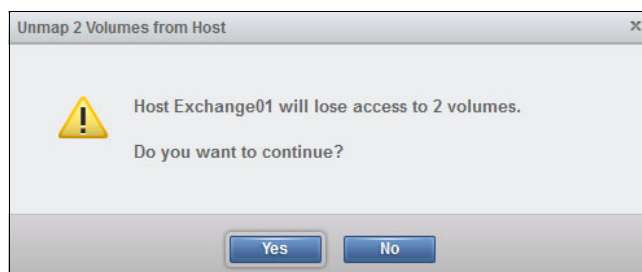 Unmap 2 Volumes from Host
x
Host Exchange01 will lose access to 2 volumes.
Do you want to continue?
Yes
No